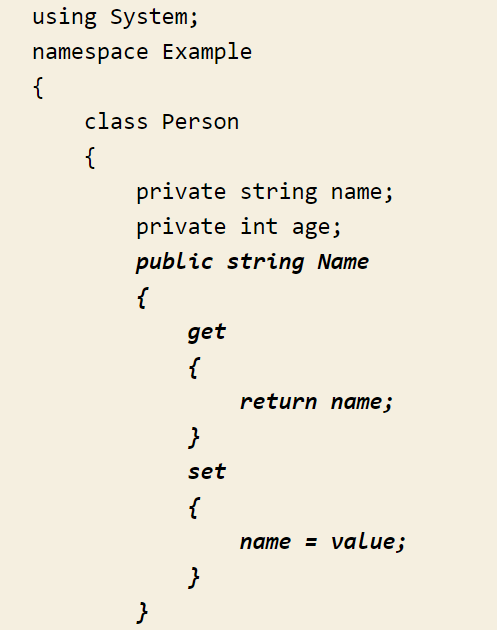 using System;
namespace Example
{
class Person
{
private string name;
private int age;
public string Name
{
get
{
return name;
}
set
{
name = value;
}
}